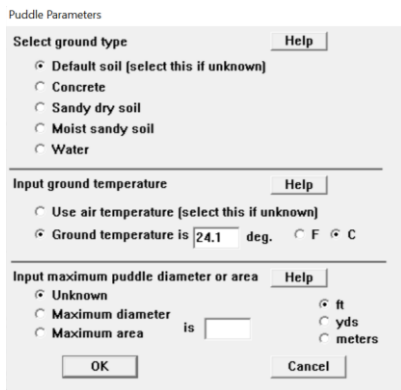 Puddle Parameters
Select ground type Help
Default soil (select this if unknown)
Concrete
Sandy dry soil
Moist sandy soil
Water
Input ground temperature Help
Use air temperature (select this if unknown)
Ground temperature is 24.1 deg. F C
Input maximum puddle diameter or area Help
Unknown
Maximum diameter
Maximum area
is
ft
yds
meters
OK Cancel